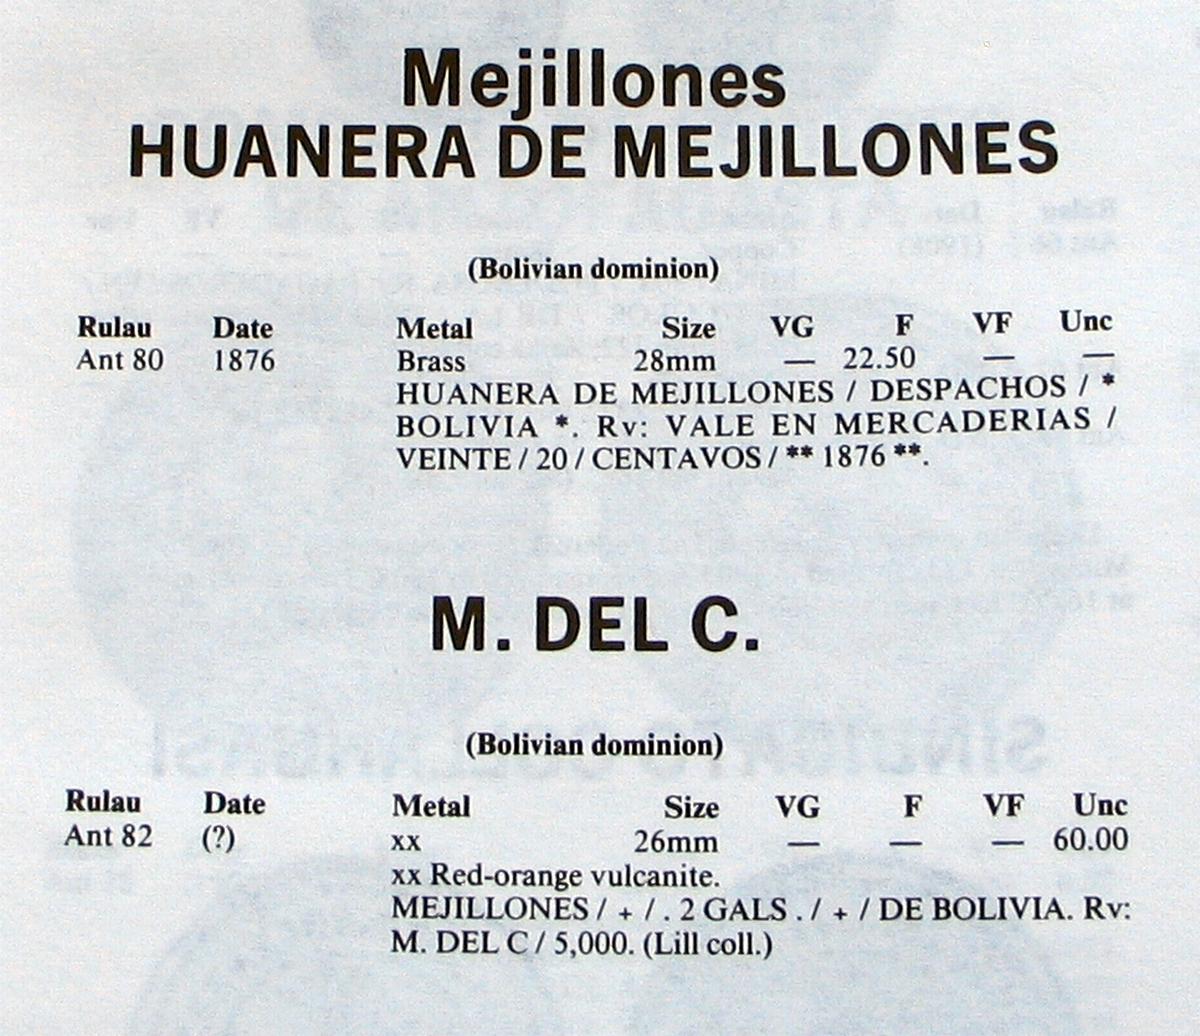 Mejillones
HUANERA DE MEJILLONES
(Bolivian dominion)
Rulau Date Metal Size VG F VF Unc
Ant 80 1876 Brass 28mm — 22.50 — —
HUANERA DE MEJILLONES / DESPACHOS / *
BOLIVIA *. Rv: VALE EN MERCADERIAS /
VEINTE / 20 / CENTAVOS / ** 1876 **.
M. DEL C.
(Bolivian dominion)
Rulau Date Metal Size VG F VF Unc
Ant 82 (?) xx 26mm — — — 60.00
xx Red-orange vulcanite.
MEJILLONES / + / . 2 GALS . / + / DE BOLIVIA. Rv:
M. DEL C / 5,000. (Lill coll.)